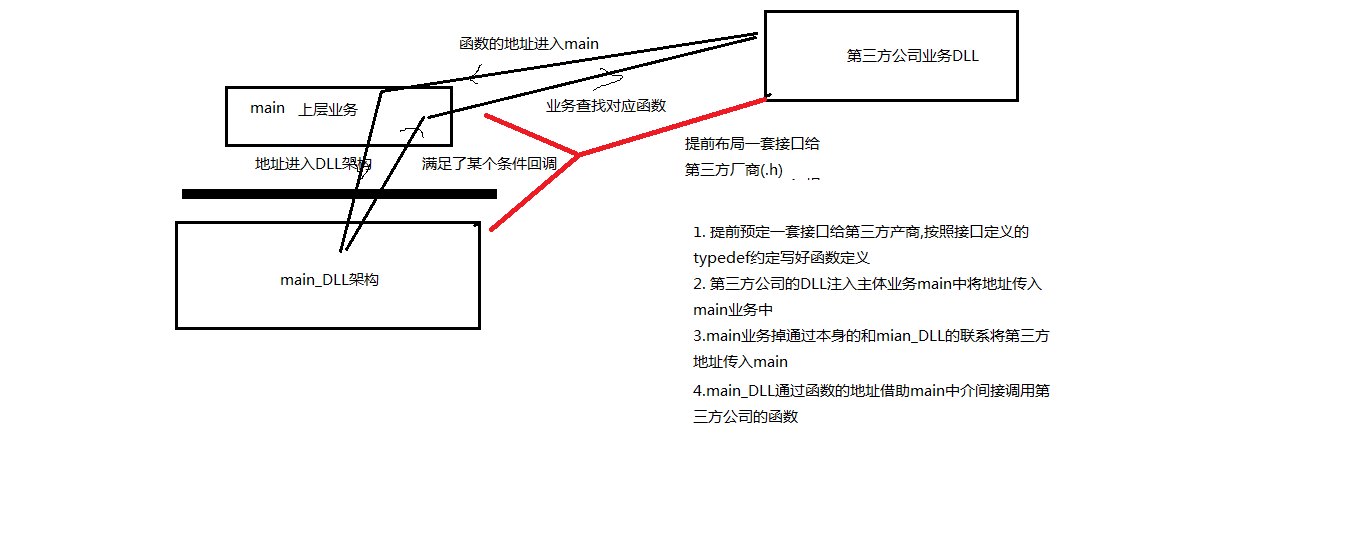 函数的地址进入main
第三方公司业务DLL
main 上层业务
业务查找对应函数
地址进入DLL架构
满足了某个条件回调
提前布局一套接口给
第三方厂商(.h)
main_DLL架构
1. 提前预定一套接口给第三方产商,按照接口定义的
typedef约定写好函数定义
2. 第三方公司的DLL注入主体业务main中将地址传入
main业务中
3.main业务掉通过本身的和mian_DLL的联系将第三方
地址传入main
4.main_DLL通过函数的地址借助main中介间接调用第
三方公司的函数